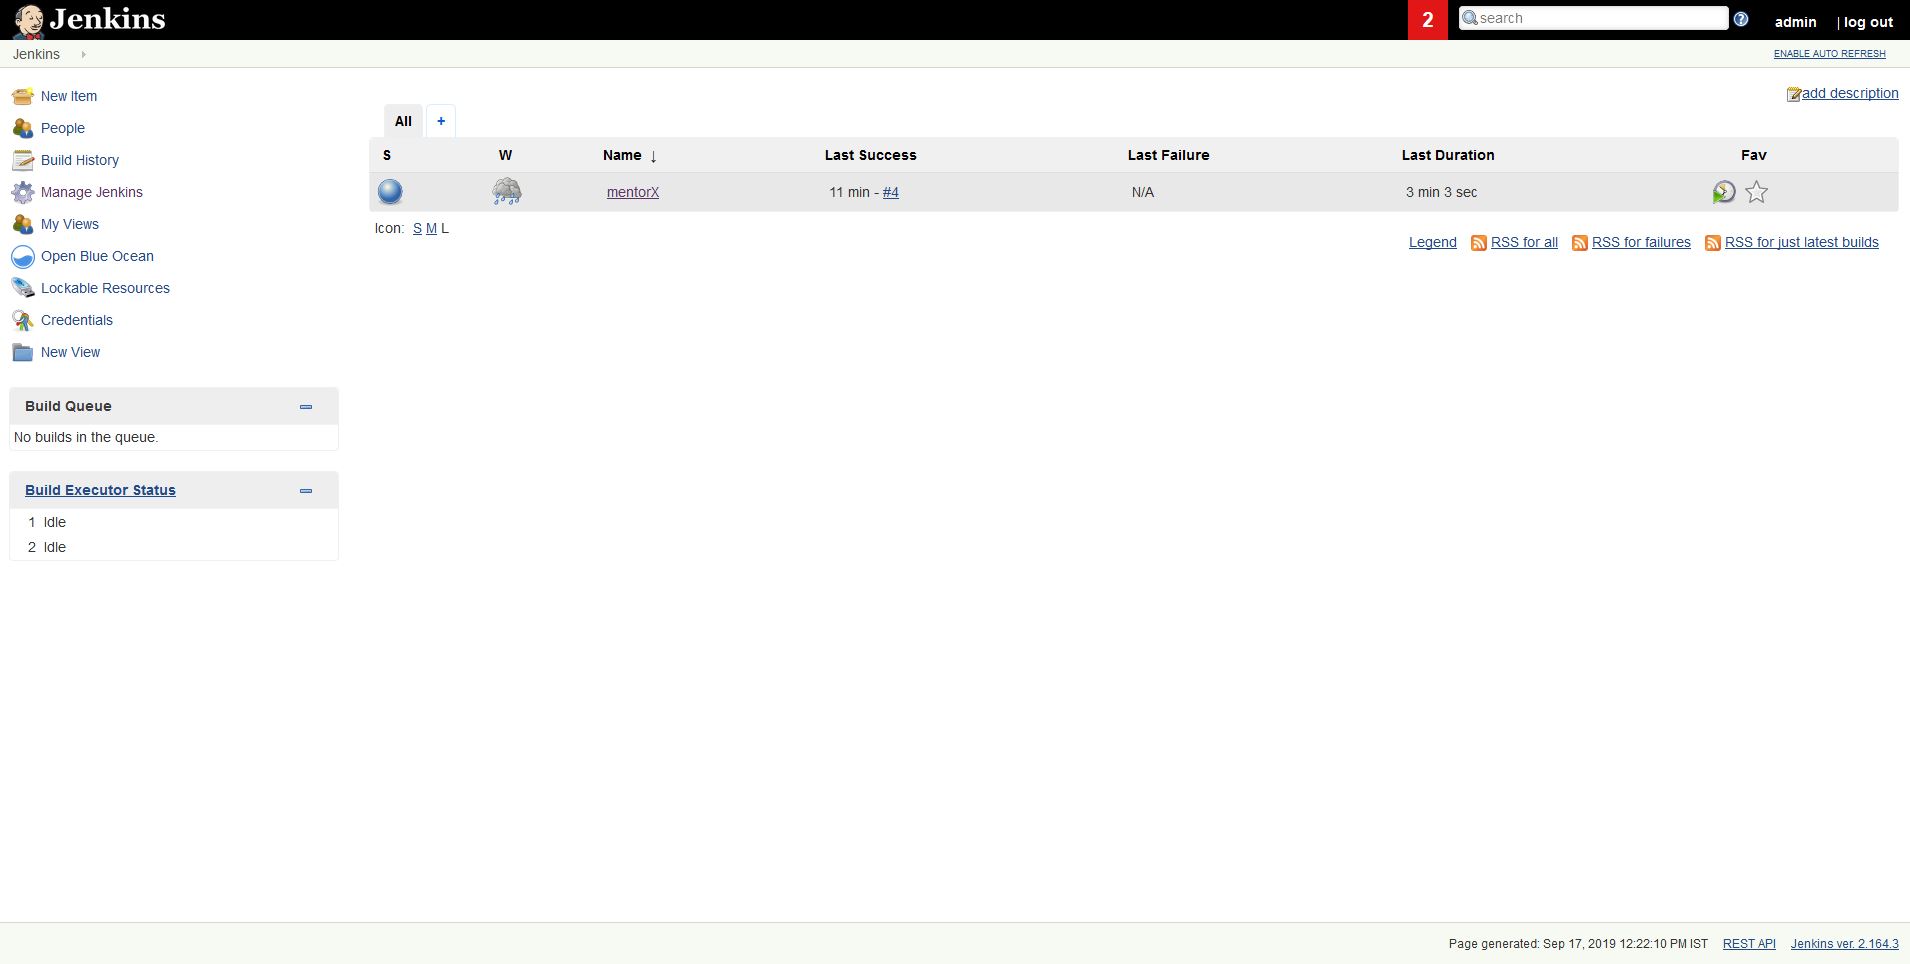 Jenkins
2
search
admin | log out
Jenkins
ENABLE AUTO REFRESH
New Item
People
Build History
Manage Jenkins
My Views
Open Blue Ocean
Lockable Resources
Credentials
New View
Build Queue
No builds in the queue.
Build Executor Status
1 Idle
2 Idle
add description
All +
S W Name ↓ Last Success Last Failure Last Duration Fav
mentorX 11 min - #4 N/A 3 min 3 sec
Icon: S M L
Legend RSS for all RSS for failures RSS for just latest builds
Page generated: Sep 17, 2019 12:22:10 PM IST REST API Jenkins ver. 2.164.3